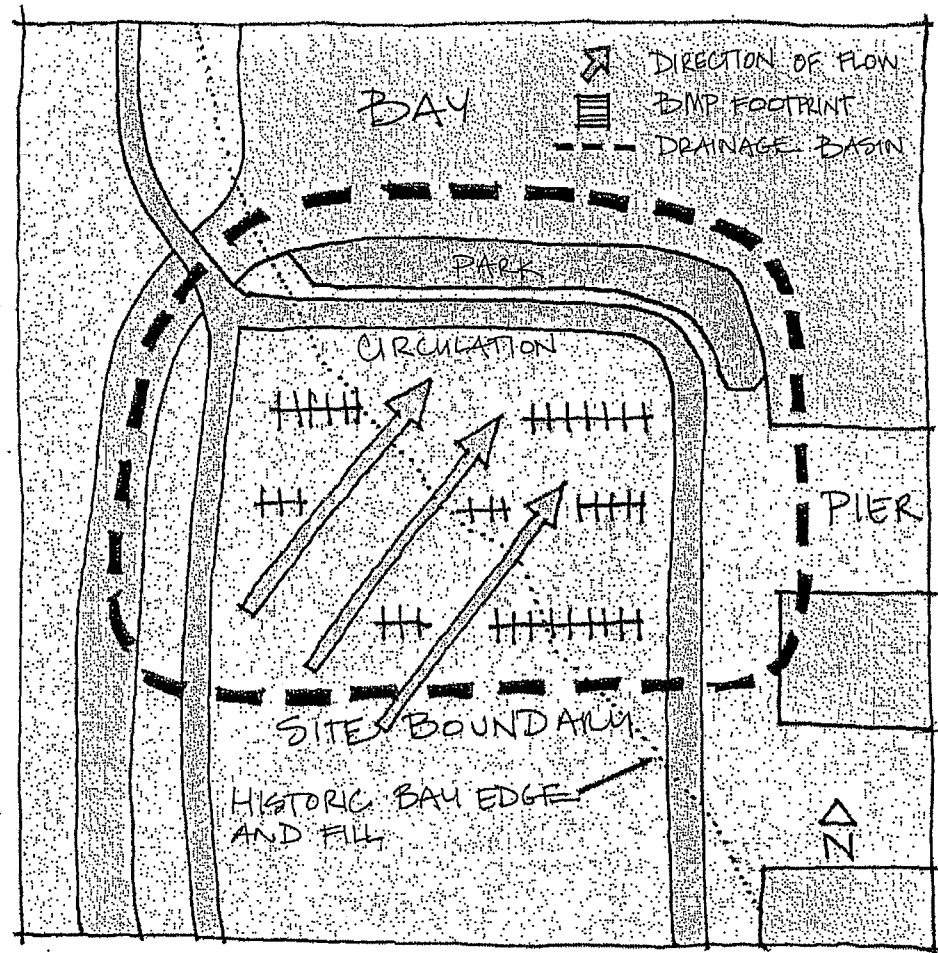 BAY
DIRECTION OF FLOW
BMP FOOTPRINT
DRAINAGE BASIN
PARK
CIRCULATION
PIER
SITE BOUNDARY
HISTORIC BAY EDGE
AND FILL
N